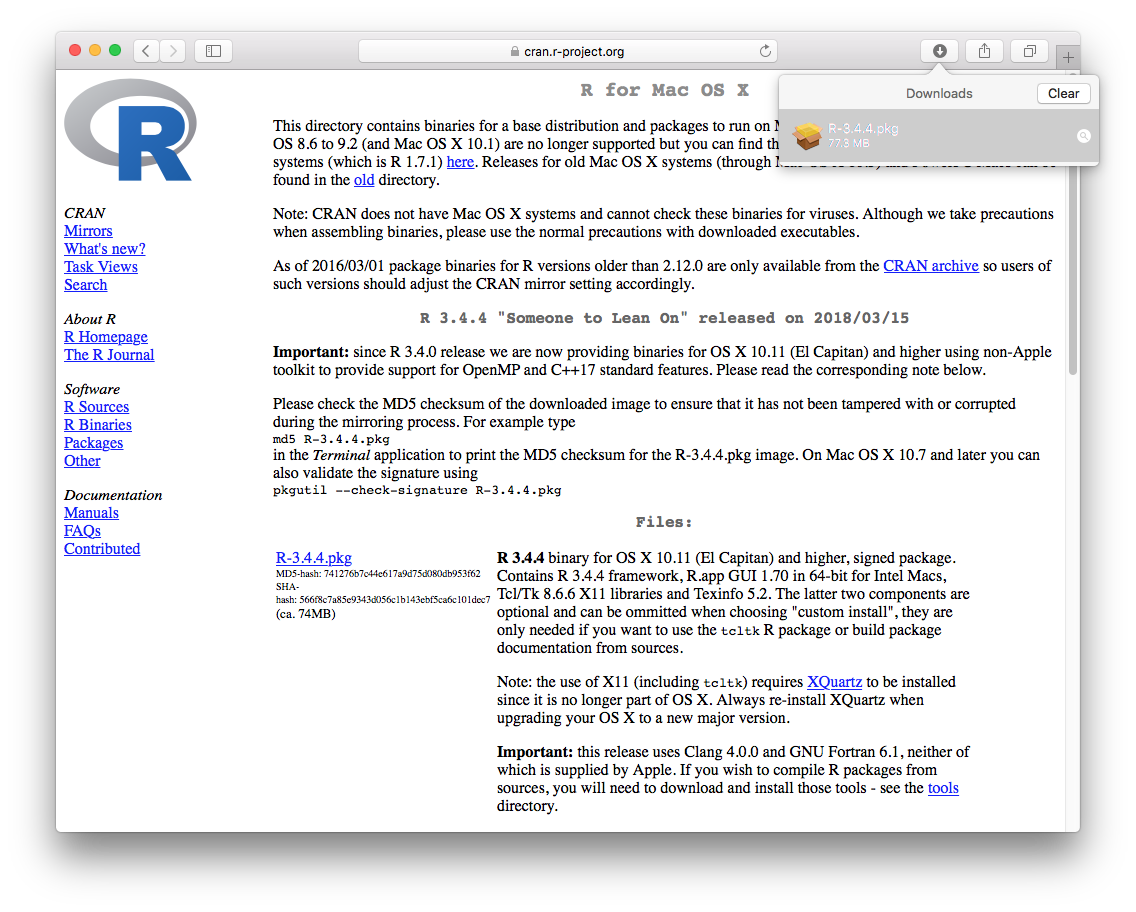 cran.r-project.org
Downloads
Clear
R-3.4.4.pkg
77.3 MB
R
CRAN
Mirrors
What's new?
Task Views
Search
About R
R Homepage
The R Journal
Software
R Sources
R Binaries
Packages
Other
Documentation
Manuals
FAQs
Contributed
R for Mac OS X
This directory contains binaries for a base distribution and packages to run on
OS 8.6 to 9.2 (and Mac OS X 10.1) are no longer supported but you can find th
systems (which is R 1.7.1) here. Releases for old Mac OS X systems (through
found in the old directory.
Note: CRAN does not have Mac OS X systems and cannot check these binaries for viruses. Although we take precautions
when assembling binaries, please use the normal precautions with downloaded executables.
As of 2016/03/01 package binaries for R versions older than 2.12.0 are only available from the CRAN archive so users of
such versions should adjust the CRAN mirror setting accordingly.
R 3.4.4 "Someone to Lean On" released on 2018/03/15
Important: since R 3.4.0 release we are now providing binaries for OS X 10.11 (El Capitan) and higher using non-Apple
toolkit to provide support for OpenMP and C++17 standard features. Please read the corresponding note below.
Please check the MD5 checksum of the downloaded image to ensure that it has not been tampered with or corrupted
during the mirroring process. For example type
md5 R-3.4.4.pkg
in the Terminal application to print the MD5 checksum for the R-3.4.4.pkg image. On Mac OS X 10.7 and later you can
also validate the signature using
pkgutil --check-signature R-3.4.4.pkg
Files:
R-3.4.4.pkg
MD5-hash: 741276b7c44e617a9d75d080db953f62
SHA-
hash: 566f8c7a85e9343d056c1b143ebf5ca6c101dec7
(ca. 74MB)
R 3.4.4 binary for OS X 10.11 (El Capitan) and higher, signed package.
Contains R 3.4.4 framework, R.app GUI 1.70 in 64-bit for Intel Macs,
Tcl/Tk 8.6.6 X11 libraries and Texinfo 5.2. The latter two components are
optional and can be ommitted when choosing "custom install", they are
only needed if you want to use the tcltk R package or build package
documentation from sources.
Note: the use of X11 (including tcltk) requires XQuartz to be installed
since it is no longer part of OS X. Always re-install XQuartz when
upgrading your OS X to a new major version.
Important: this release uses Clang 4.0.0 and GNU Fortran 6.1, neither of
which is supplied by Apple. If you wish to compile R packages from
sources, you will need to download and install those tools - see the tools
directory.